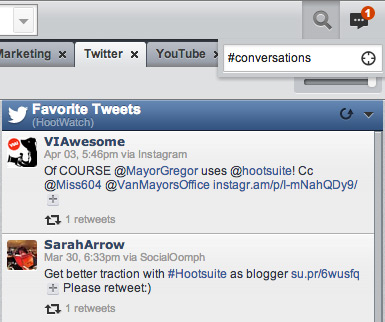 1
Marketing x Twitter x YouTube
#conversations
Favorite Tweets
(HootWatch)
VIAwesome
Apr 03, 5:46pm via Instagram
Of COURSE @MayorGregor uses @hootsuite! Cc
@Miss604 @VanMayorsOffice instagr.am/p/I-mNahQDy9/
+
1 retweets
SarahArrow
Mar 30, 6:33pm via SocialOomph
Get better traction with #Hootsuite as blogger su.pr/6wusfq
+ Please retweet:)
1 retweets